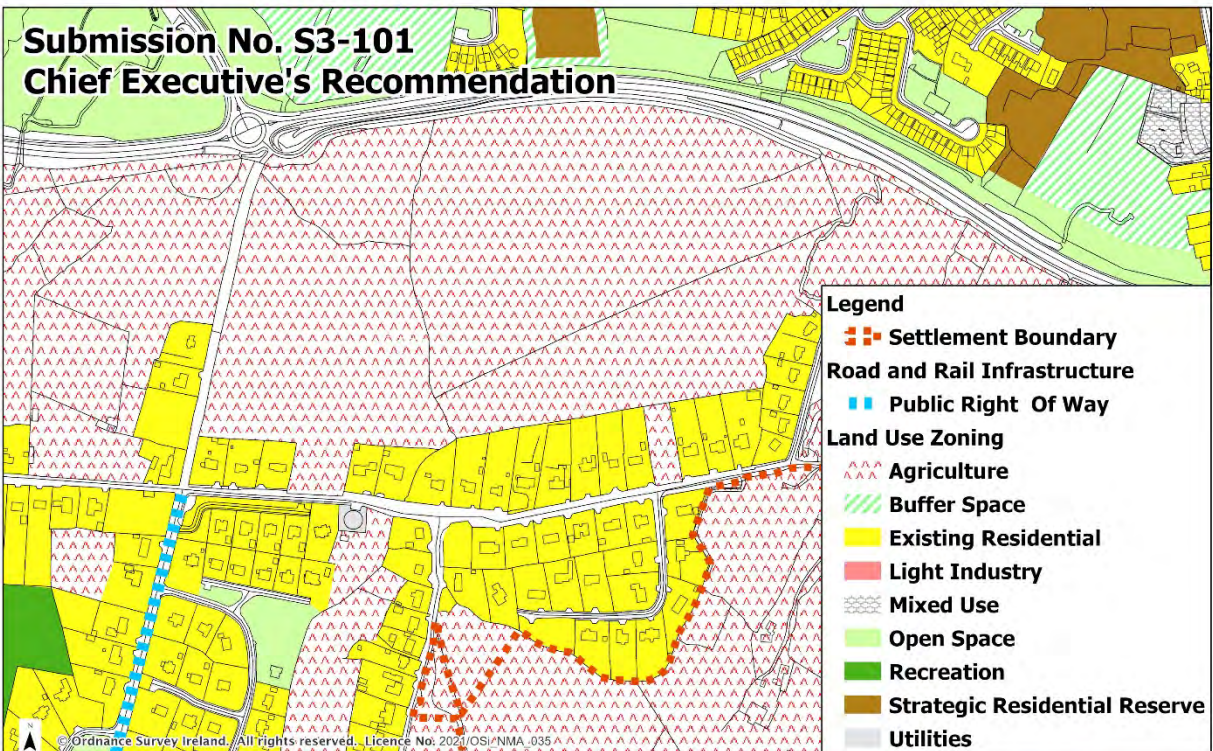 Submission No. S3-101
Chief Executive's Recommendation
Legend
Settlement Boundary
Road and Rail Infrastructure
Public Right Of Way
Land Use Zoning
Agriculture
Buffer Space
Existing Residential
Light Industry
Mixed Use
Open Space
Recreation
Strategic Residential Reserve
Utilities
N
© Ordnance Survey Ireland. All rights reserved. Licence No: 2021/OSi_NMA_035